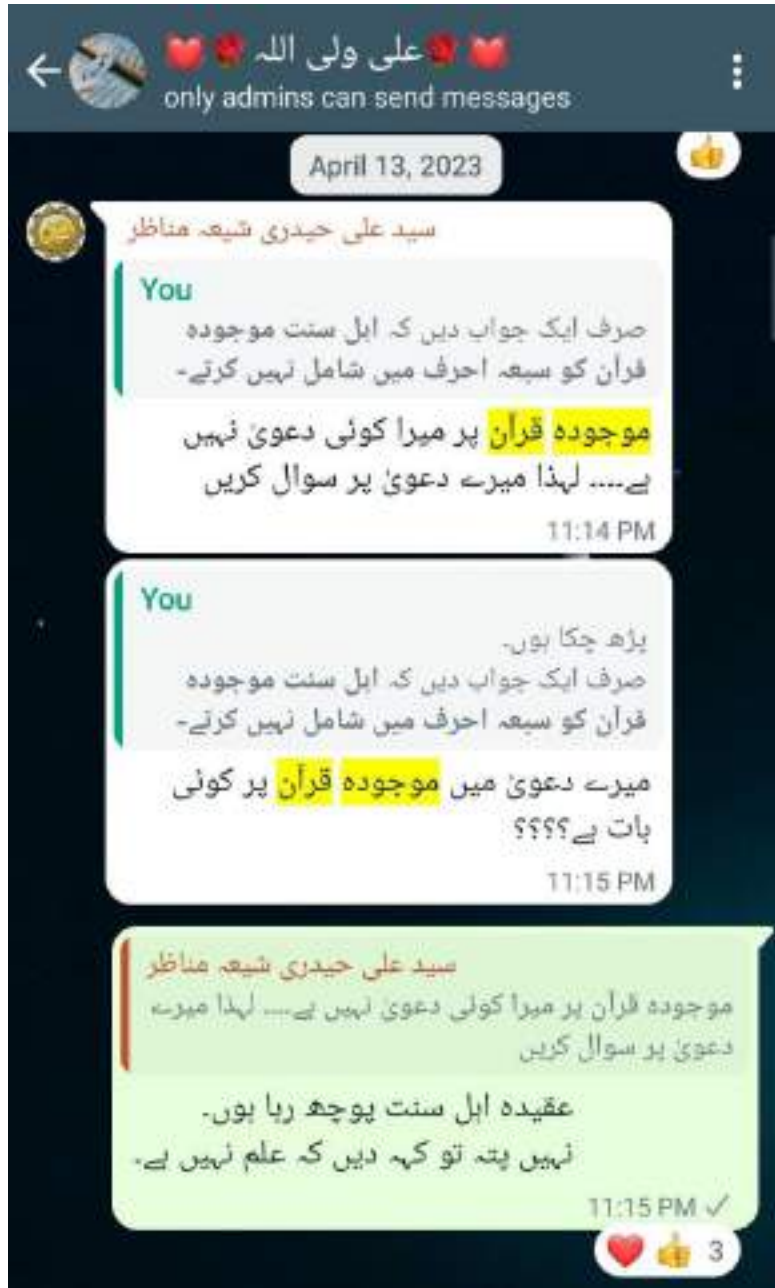 علی ولی اللہ
only admins can send messages
April 13, 2023
سید علی حیدری شیعہ مناظر
You
صرف ایک جواب دیں کہ اہل سنت موجودہ
قرآن کو سبعہ احرف میں شامل نہیں کرتے۔
موجودہ قرآن پر میرا کوئی دعویٰ نہیں
ہے.... لہذا میرے دعویٰ پر سوال کریں
11:14 PM
You
پڑھ چکا ہوں۔
صرف ایک جواب دیں کہ اہل سنت موجودہ
قرآن کو سبعہ احرف میں شامل نہیں کرتے۔
میرے دعویٰ میں موجودہ قرآن پر کوئی
بات ہے؟؟؟؟
11:15 PM
سید علی حیدری شیعہ مناظر
موجودہ قرآن پر میرا کوئی دعویٰ نہیں ہے.... لہذا میرے
دعویٰ پر سوال کریں
عقیدہ اہل سنت پوچھ رہا ہوں۔
نہیں پتہ تو کہہ دیں کہ علم نہیں ہے۔
11:15 PM
3